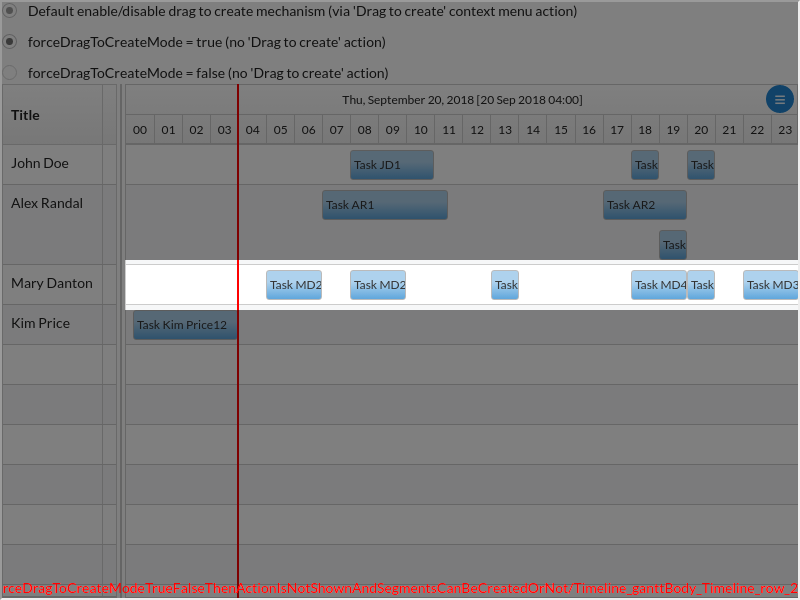 Default enable/disable drag to create mechanism (via 'Drag to create' context menu action)
forceDragToCreateMode = true (no 'Drag to create' action)
forceDragToCreateMode = false (no 'Drag to create' action)
Title
Thu, September 20, 2018 [20 Sep 2018 04:00]
00 01 02 03 04 05 06 07 08 09 10 11 12 13 14 15 16 17 18 19 20 21 22 23
John Doe Task JD1 Task Task
Alex Randal Task AR1 Task AR2
Task
Mary Danton Task MD2 Task MD2 Task Task MD4 Task Task MD3
Kim Price Task Kim Price12
rceDragToCreateModeTrueFalseThenActionIsNotShownAndSegmentsCanBeCreatedOrNot/Timeline_ganttBody_Timeline_row_2